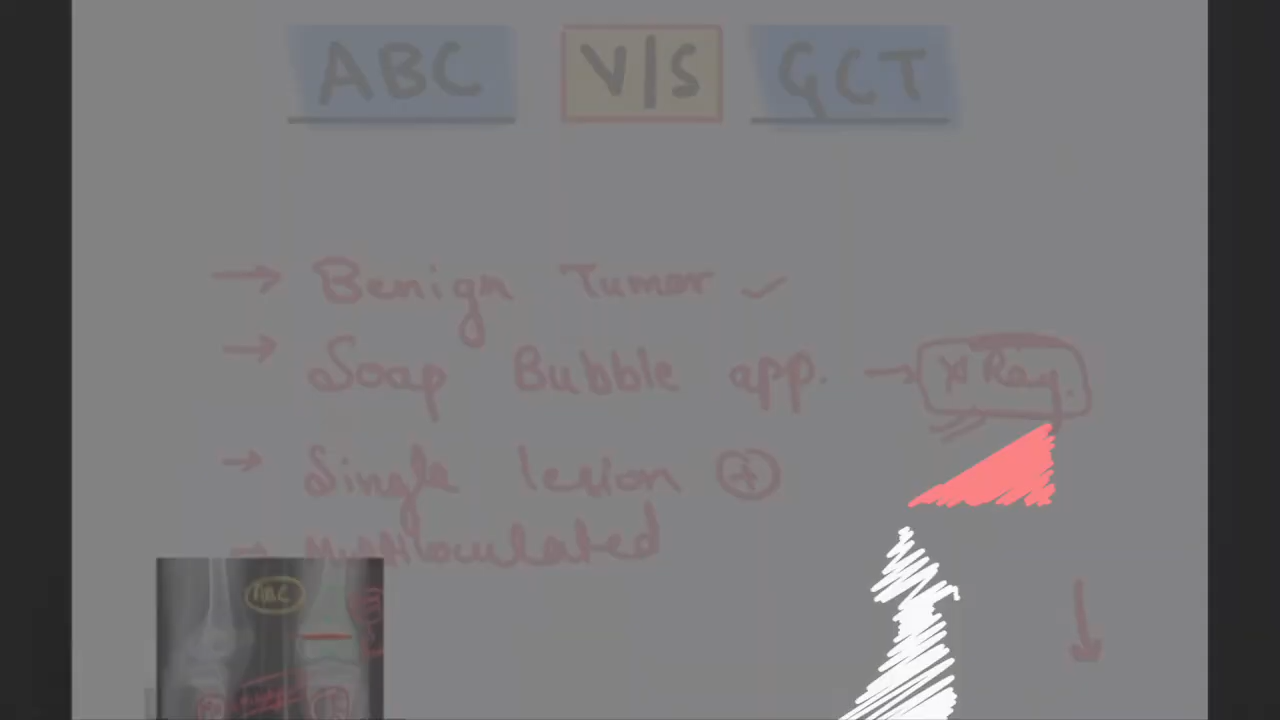 ABC V/S GCT
→ Benign Tumor ✓
→ Soap Bubble app. → X Ray.
→ Single lesion ⊕
→ Multiloculated
ABC